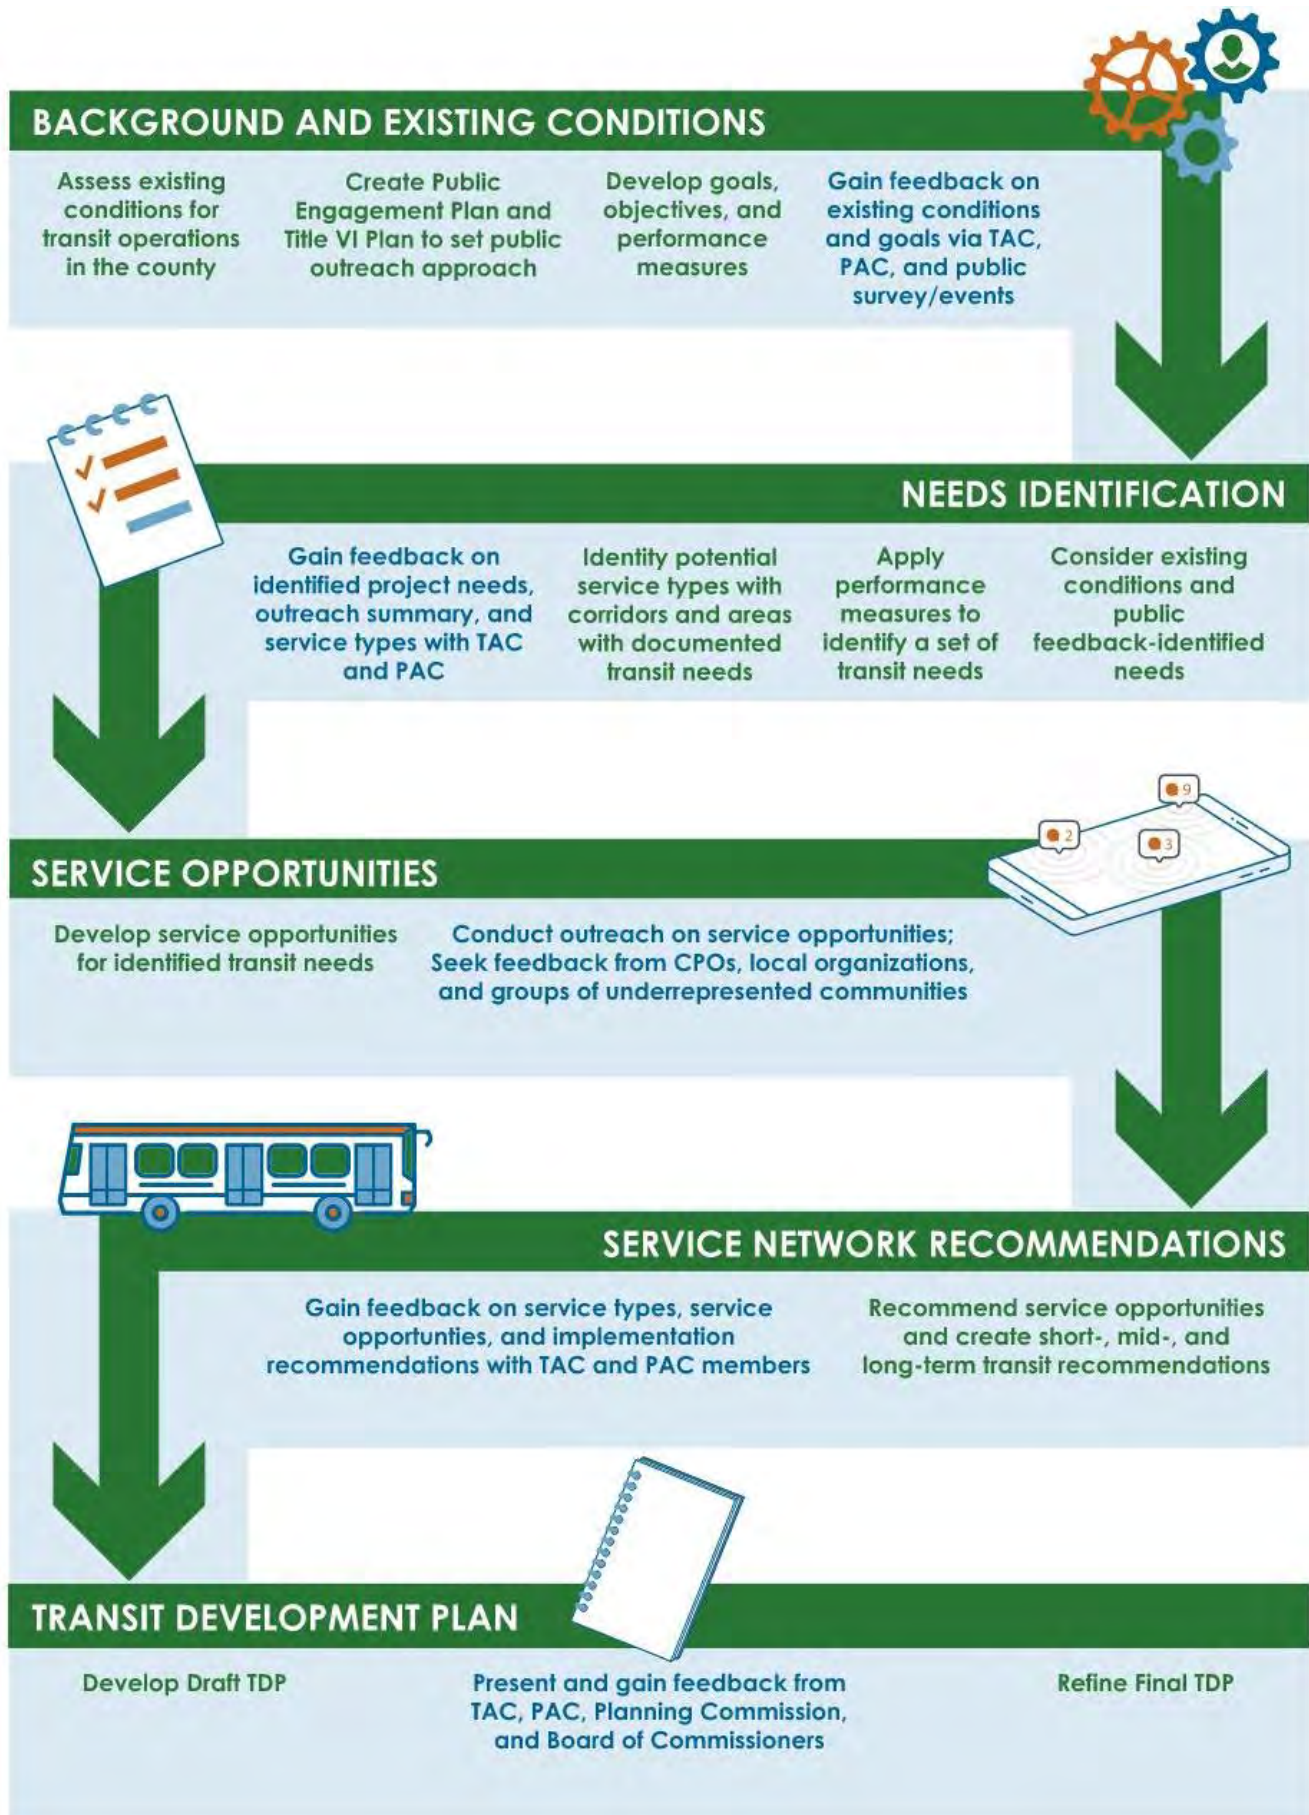 BACKGROUND AND EXISTING CONDITIONS
Assess existing
conditions for
transit operations
in the county
Create Public
Engagement Plan and
Title VI Plan to set public
outreach approach
Develop goals,
objectives, and
performance
measures
Gain feedback on
existing conditions
and goals via TAC,
PAC, and public
survey/events
NEEDS IDENTIFICATION
Gain feedback on
identified project needs,
outreach summary, and
service types with TAC
and PAC
Identity potential
service types with
corridors and areas
with documented
transit needs
Apply
performance
measures to
identify a set of
transit needs
Consider existing
conditions and
public
feedback-identified
needs
9
2
3
SERVICE OPPORTUNITIES
Develop service opportunities
for identified transit needs
Conduct outreach on service opportunities;
Seek feedback from CPOs, local organizations,
and groups of underrepresented communities
SERVICE NETWORK RECOMMENDATIONS
Gain feedback on service types, service
opportunties, and implementation
recommendations with TAC and PAC members
Recommend service opportunities
and create short-, mid-, and
long-term transit recommendations
TRANSIT DEVELOPMENT PLAN
Develop Draft TDP
Present and gain feedback from
TAC, PAC, Planning Commission,
and Board of Commissioners
Refine Final TDP